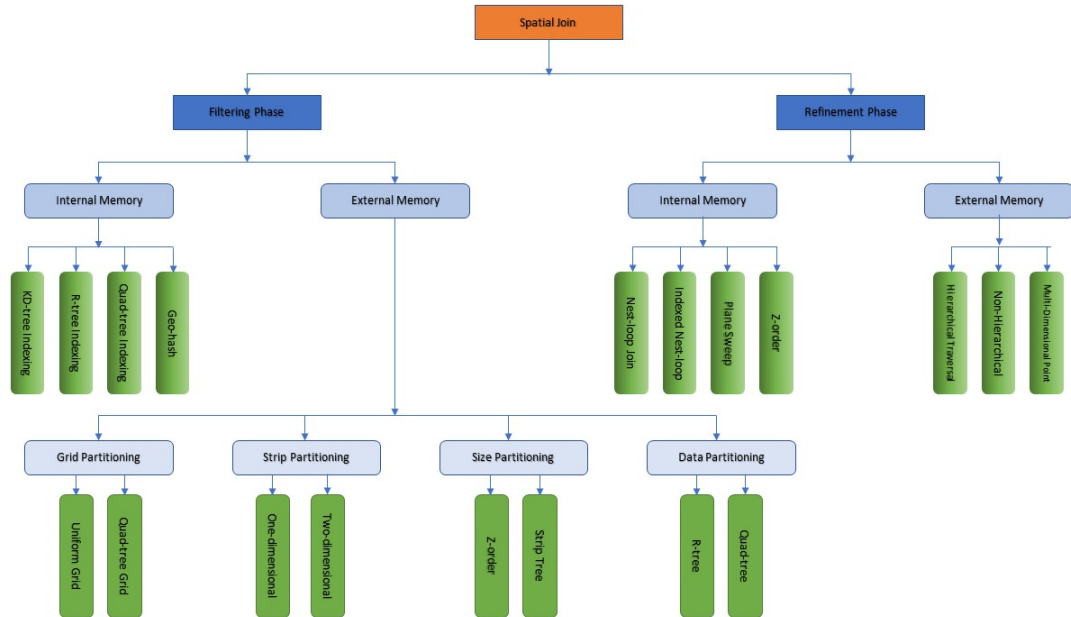 Spatial Join
Filtering Phase
Refinement Phase
Internal Memory
External Memory
Internal Memory
External Memory
KD-tree Indexing
R-tree Indexing
Quad-tree Indexing
Geo-hash
Nest-loop Join
Indexed Nest-loop
Plane Sweep
Z-order
Hierarchical Traversal
Non-Hierarchical
Multi-Dimensional Point
Grid Partitioning
Strip Partitioning
Size Partitioning
Data Partitioning
Uniform Grid
Quad-tree Grid
One-dimensional
Two-dimensional
Z-order
Strip Tree
R-tree
Quad-tree